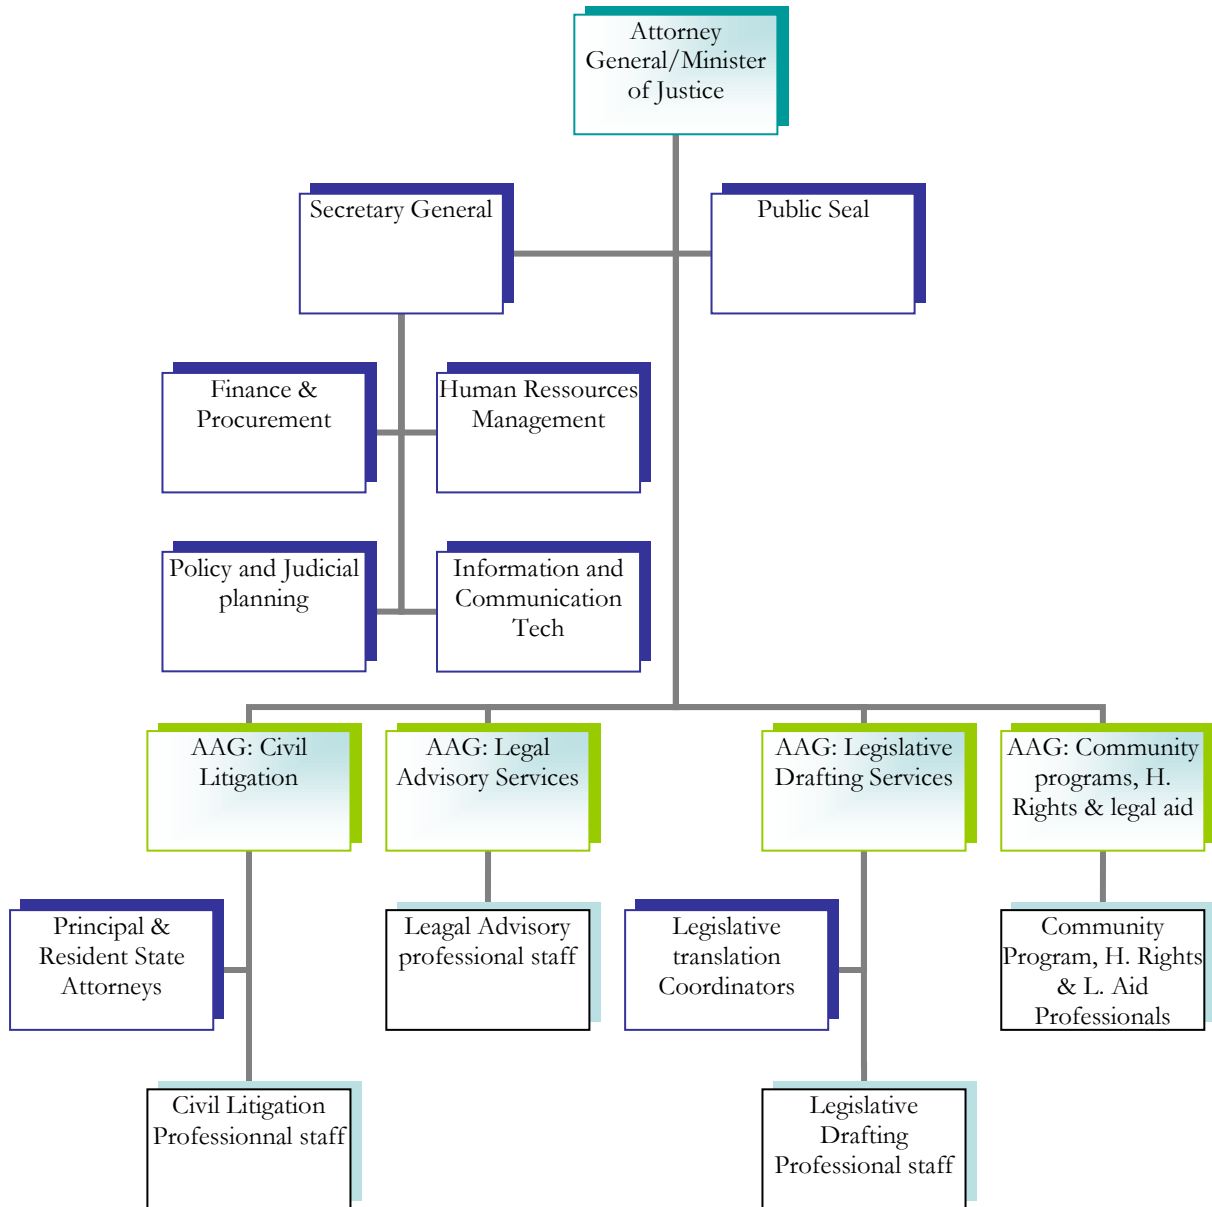 Attorney
General/Minister
of Justice
Secretary General
Public Seal
Finance &
Procurement
Human Ressources
Management
Policy and Judicial
planning
Information and
Communication
Tech
AAG: Civil
Litigation
AAG: Legal
Advisory Services
AAG: Legislative
Drafting Services
AAG: Community
programs, H.
Rights & legal aid
Principal &
Resident State
Attorneys
Leagal Advisory
professional staff
Legislative
translation
Coordinators
Community
Program, H. Rights
& L. Aid
Professionals
Civil Litigation
Professionnal staff
Legislative
Drafting
Professional staff